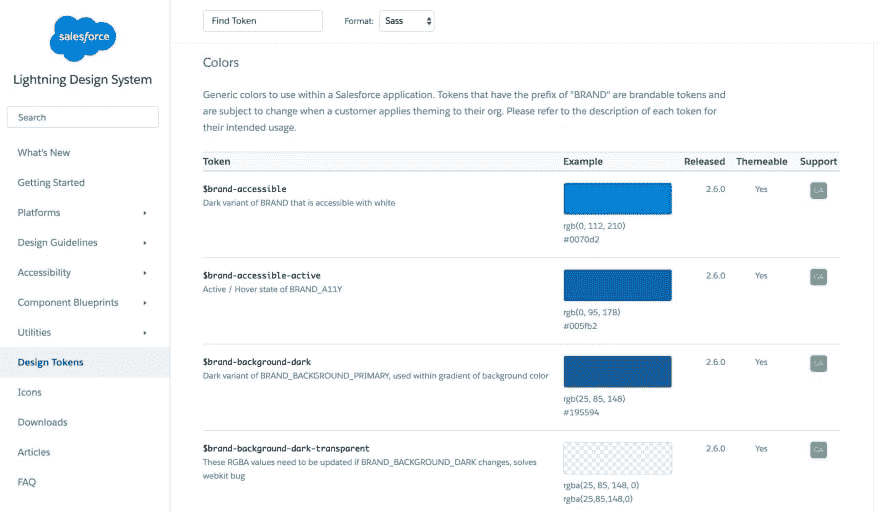 salesforce
Lightning Design System
Search
What's New
Getting Started
Platforms
Design Guidelines
Accessibility
Component Blueprints
Utilities
Design Tokens
Icons
Downloads
Articles
FAQ
Find Token
Format: Sass
Colors
Generic colors to use within a Salesforce application. Tokens that have the prefix of "BRAND" are brandable tokens and
are subject to change when a customer applies theming to their org. Please refer to the description of each token for
their intended usage.
Token Example Released Themeable Support
$brand-accessible 2.6.0 Yes GA
Dark variant of BRAND that is accessible with white
rgb(0, 112, 210)
#0070d2
$brand-accessible-active 2.6.0 Yes GA
Active / Hover state of BRAND_A11Y
rgb(0, 95, 178)
#005fb2
$brand-background-dark 2.6.0 Yes GA
Dark variant of BRAND_BACKGROUND_PRIMARY, used within gradient of background color
rgb(25, 85, 148)
#195594
$brand-background-dark-transparent 2.6.0 Yes GA
These RGBA values need to be updated if BRAND_BACKGROUND_DARK changes, solves
webkit bug
rgba(25, 85, 148, 0)
rgba(25,85,148,0)